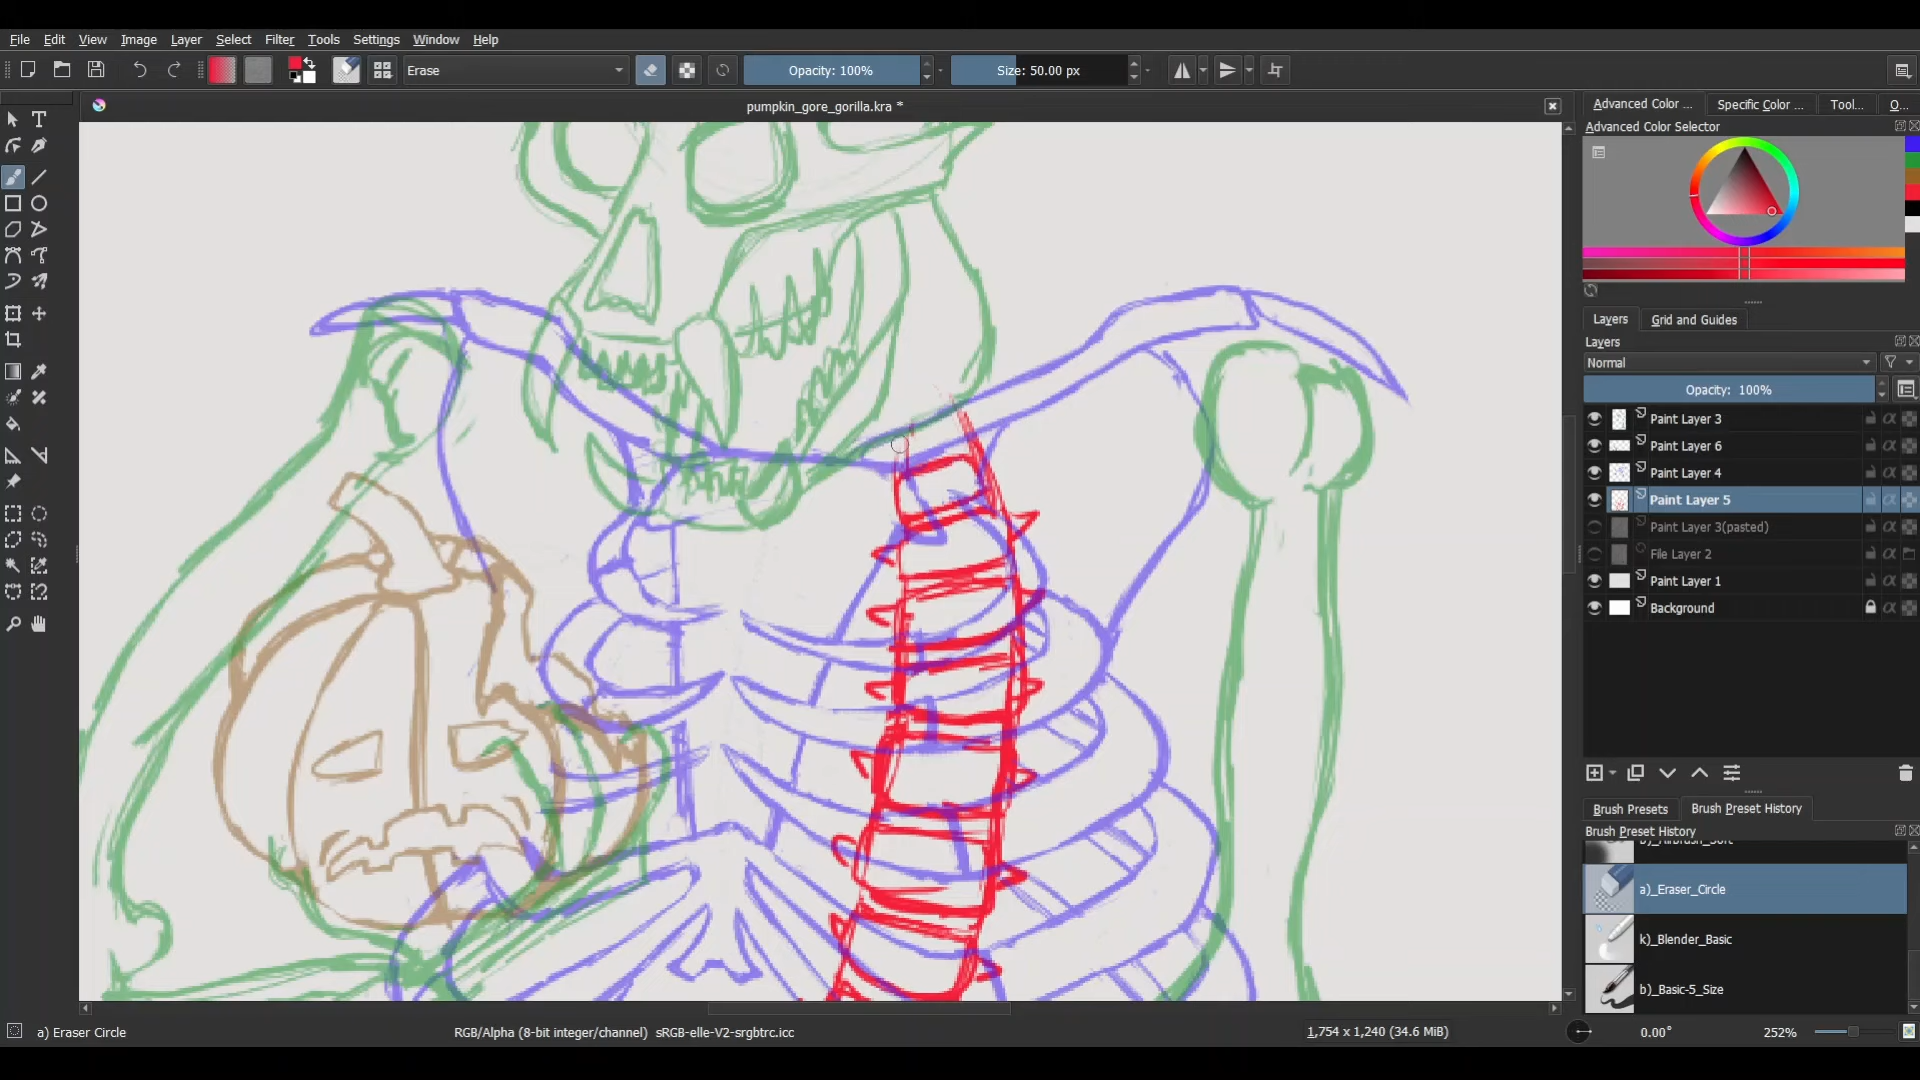 File Edit View Image Layer Select Filter Tools Settings Window Help
Erase
Opacity: 100%
Size: 50.00 px
pumpkin_gore_gorilla.kra *
Advanced Color ... Specific Color ... Tool... O...
Advanced Color Selector
Layers Grid and Guides
Layers
Normal
Opacity: 100%
Paint Layer 3
Paint Layer 6
Paint Layer 4
Paint Layer 5
Paint Layer 3(pasted)
File Layer 2
Paint Layer 1
Background
Brush Presets Brush Preset History
Brush Preset History
b)_Airbrush_Soft
a)_Eraser_Circle
k)_Blender_Basic
b)_Basic-5_Size
a) Eraser Circle
RGB/Alpha (8-bit integer/channel) sRGB-elle-V2-srgbtrc.icc
1,754 x 1,240 (34.6 MiB)
0.00°
252%